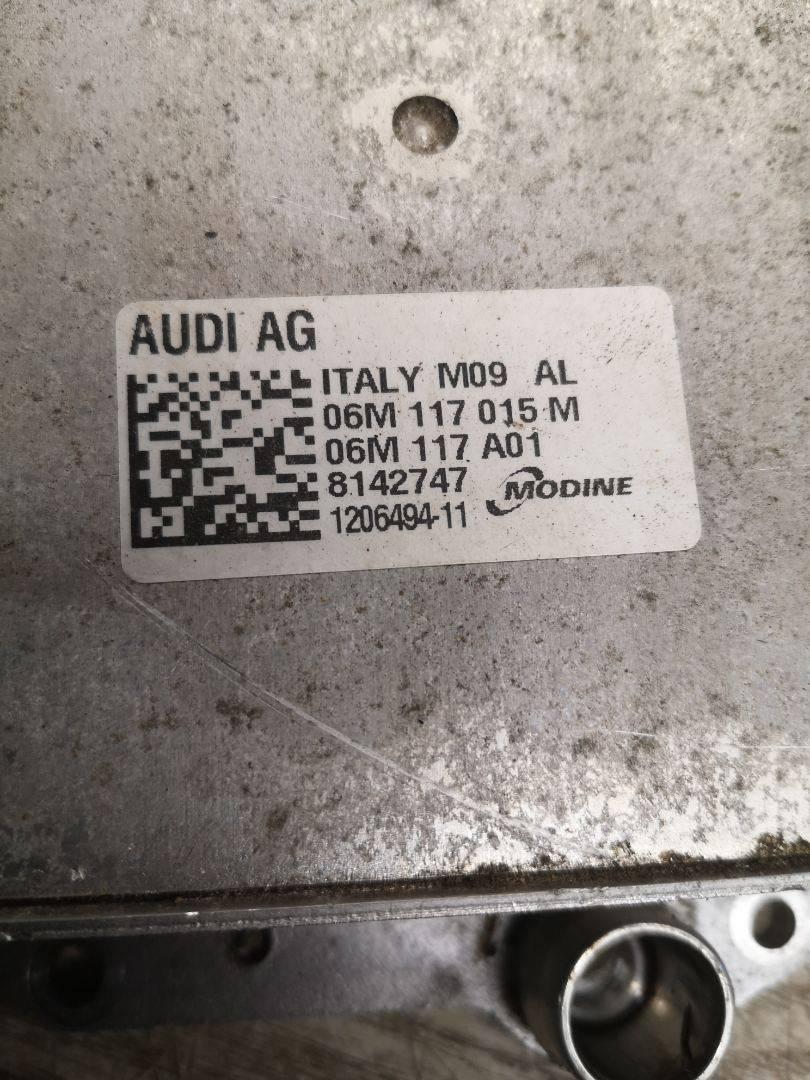 AUDI AG
ITALY M09 AL
06M 117 015 M
06M 117 A01
8142747
MODINE
1206494-11